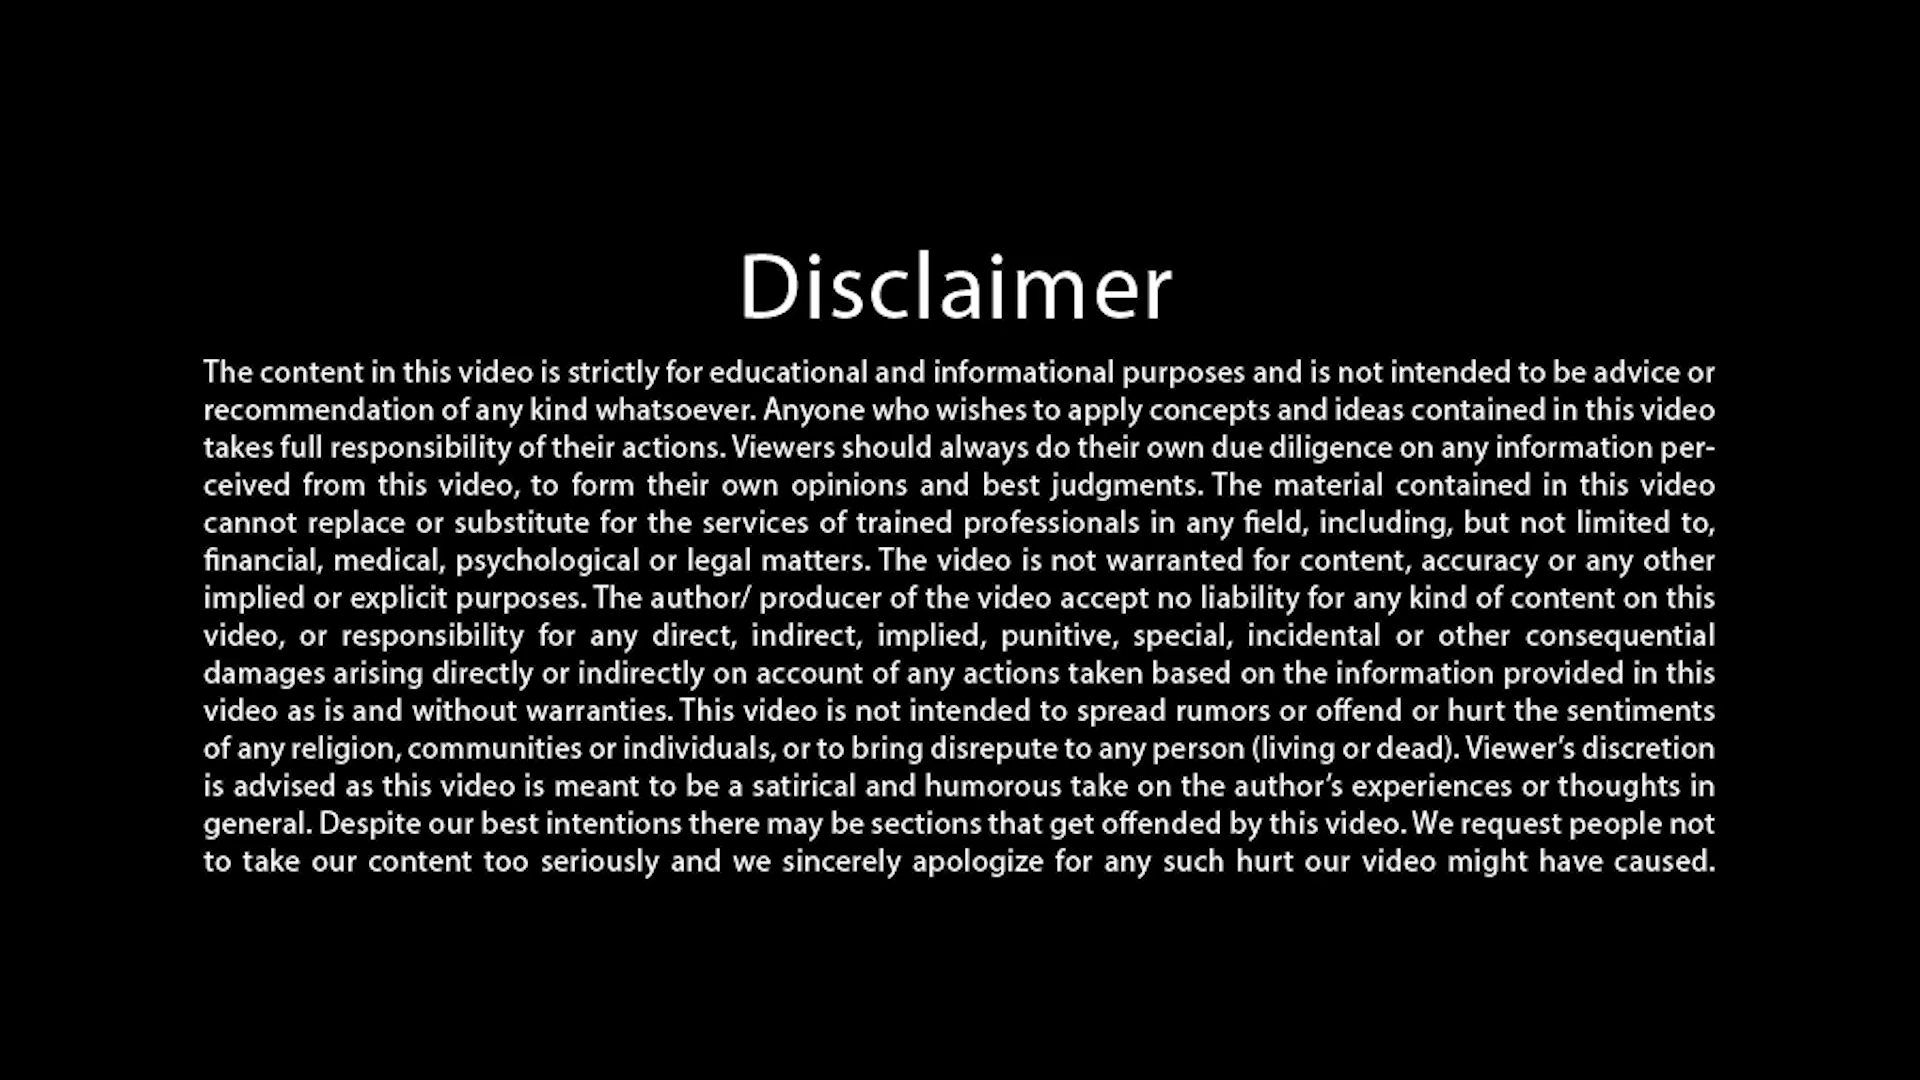 Disclaimer
The content in this video is strictly for educational and informational purposes and is not intended to be advice or
recommendation of any kind whatsoever. Anyone who wishes to apply concepts and ideas contained in this video
takes full responsibility of their actions. Viewers should always do their own due diligence on any information per-
ceived from this video, to form their own opinions and best judgments. The material contained in this video
cannot replace or substitute for the services of trained professionals in any field, including, but not limited to,
financial, medical, psychological or legal matters. The video is not warranted for content, accuracy or any other
implied or explicit purposes. The author/ producer of the video accept no liability for any kind of content on this
video, or responsibility for any direct, indirect, implied, punitive, special, incidental or other consequential
damages arising directly or indirectly on account of any actions taken based on the information provided in this
video as is and without warranties. This video is not intended to spread rumors or offend or hurt the sentiments
of any religion, communities or individuals, or to bring disrepute to any person (living or dead). Viewer’s discretion
is advised as this video is meant to be a satirical and humorous take on the author’s experiences or thoughts in
general. Despite our best intentions there may be sections that get offended by this video. We request people not
to take our content too seriously and we sincerely apologize for any such hurt our video might have caused.